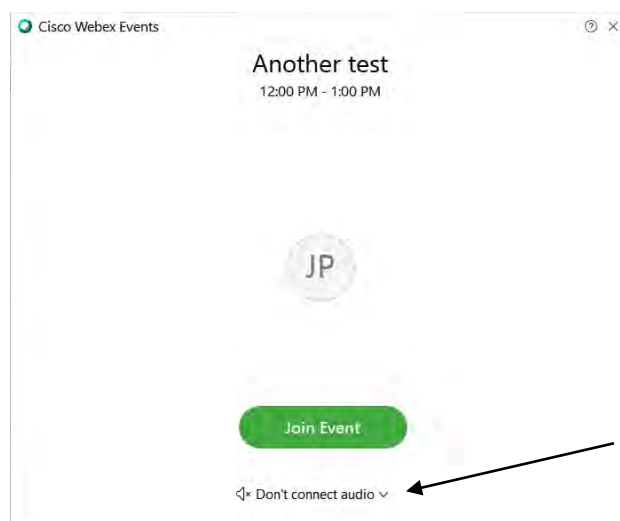 Cisco Webex Events
Another test
12:00 PM - 1:00 PM
JP
Join Event
Don't connect audio